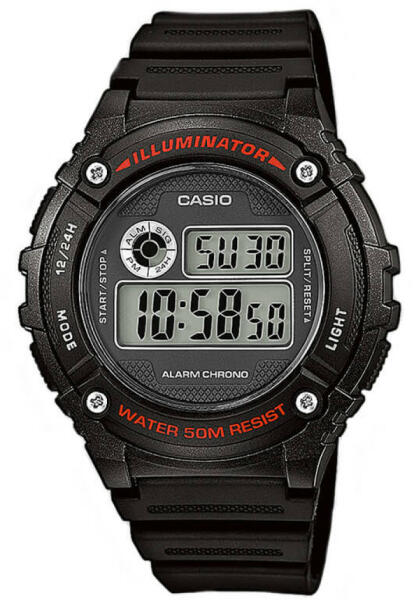 ILLUMINATOR
CASIO
ALM SIG
PM 24H
SU 30
10:58 50
ALARM CHRONO
12/24H
MODE
START/STOP
SPLIT/RESET
LIGHT
WATER 50M RESIST